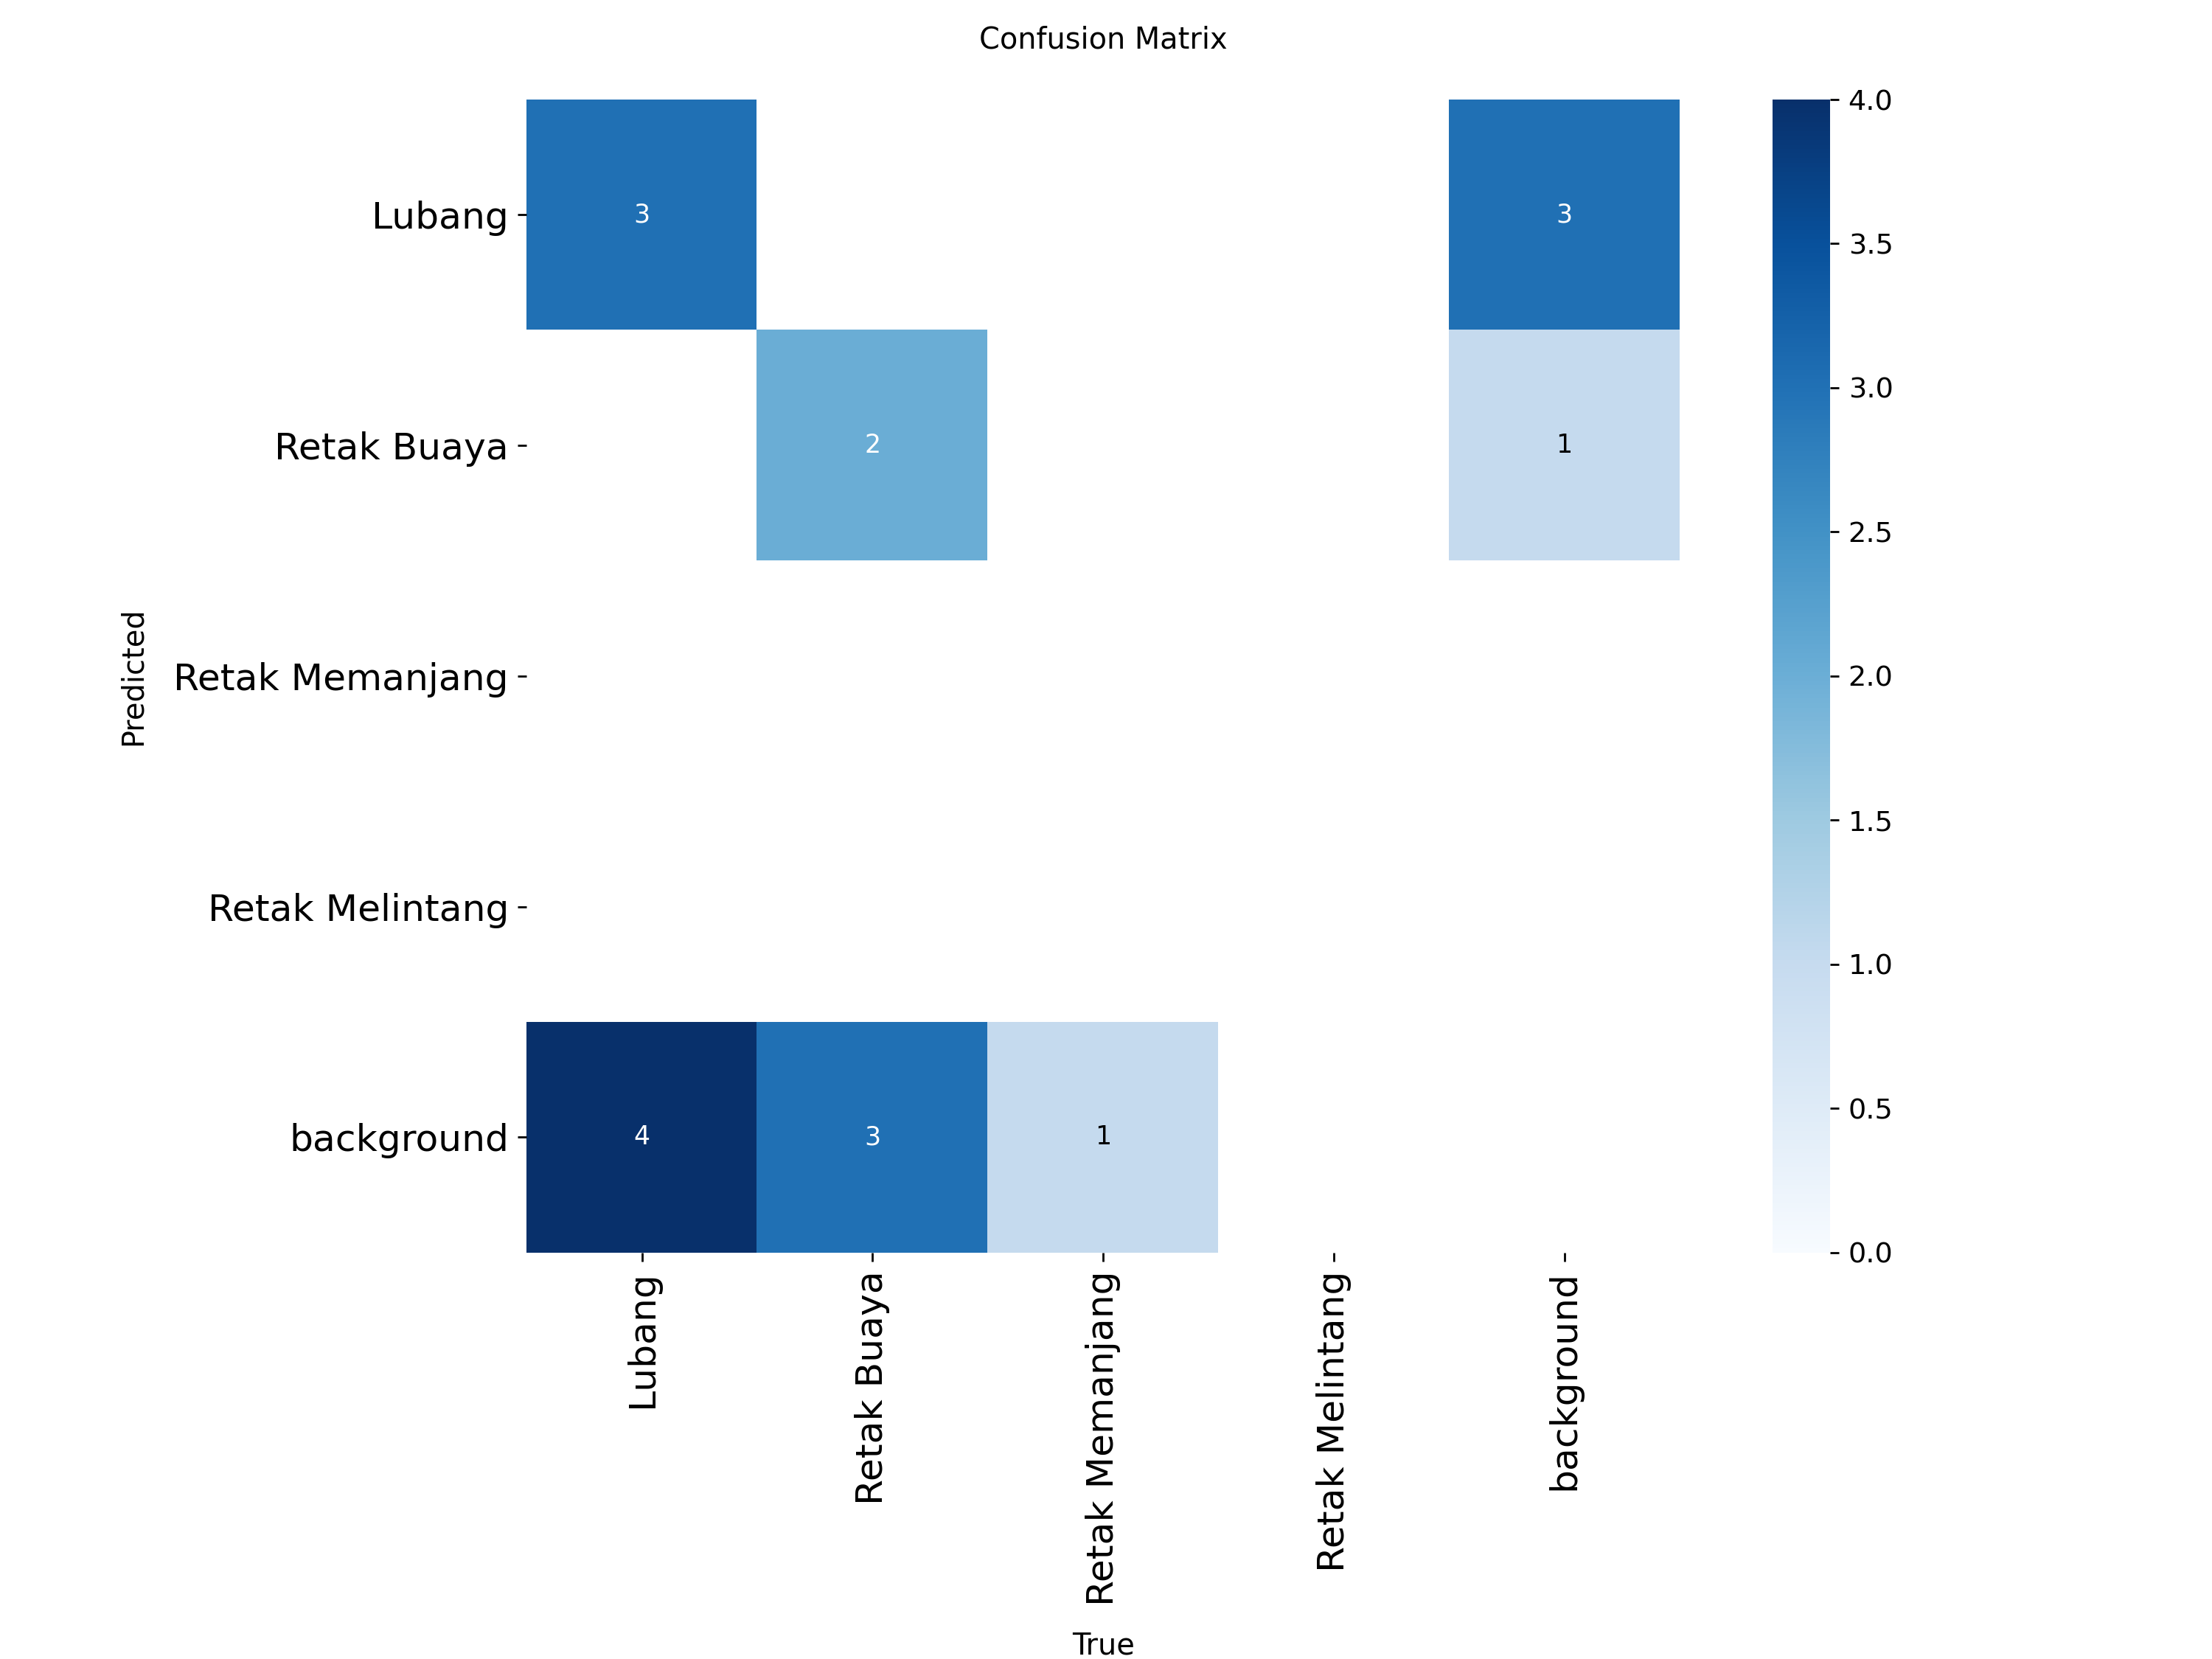 Confusion Matrix
Lubang
3
3
Retak Buaya
2
1
Retak Memanjang
Retak Melintang
background
4
3
1
Predicted
Lubang
Retak Buaya
Retak Memanjang
Retak Melintang
background
True
4.0
3.5
3.0
2.5
2.0
1.5
1.0
0.5
0.0